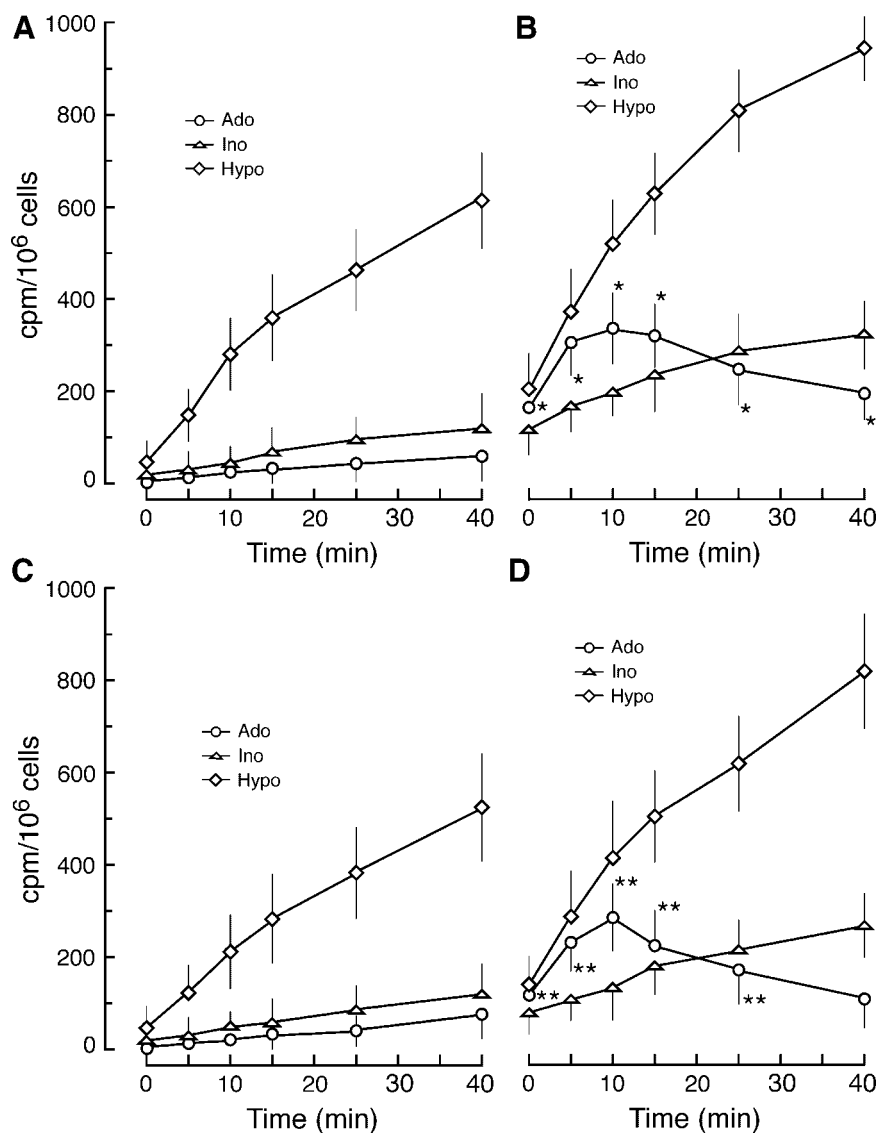 A
B
1000
800
600
400
200
0
cpm/10⁶ cells
Ado
Ino
Hypo
Ado
Ino
Hypo
*
*
*
*
*
*
0 10 20 30 40
0 10 20 30 40
Time (min)
Time (min)
C
D
1000
800
600
400
200
0
cpm/10⁶ cells
Ado
Ino
Hypo
Ado
Ino
Hypo
**
**
**
**
**
0 10 20 30 40
0 10 20 30 40
Time (min)
Time (min)